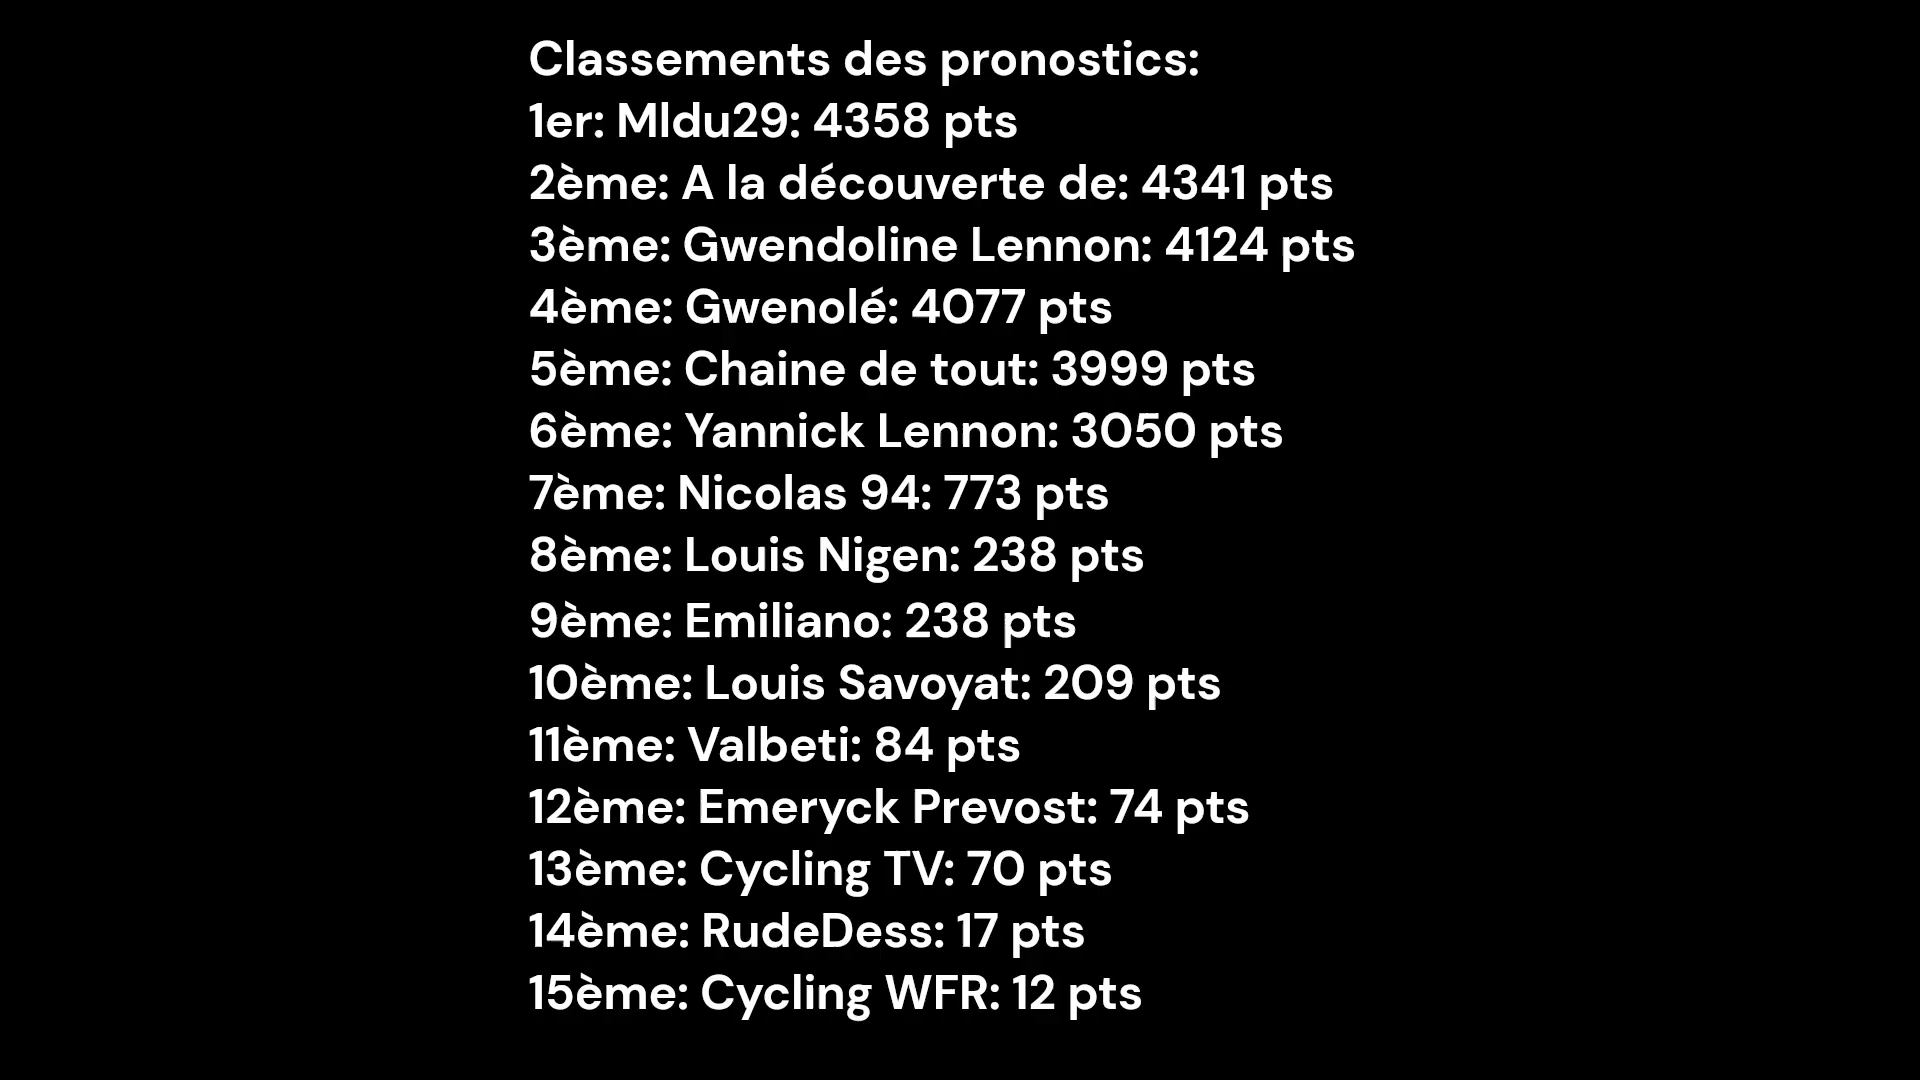 Classements des pronostics:
1er: Mldu29: 4358 pts
2ème: A la découverte de: 4341 pts
3ème: Gwendoline Lennon: 4124 pts
4ème: Gwenolé: 4077 pts
5ème: Chaine de tout: 3999 pts
6ème: Yannick Lennon: 3050 pts
7ème: Nicolas 94: 773 pts
8ème: Louis Nigen: 238 pts
9ème: Emiliano: 238 pts
10ème: Louis Savoyat: 209 pts
11ème: Valbeti: 84 pts
12ème: Emeryck Prevost: 74 pts
13ème: Cycling TV: 70 pts
14ème: RudeDess: 17 pts
15ème: Cycling WFR: 12 pts